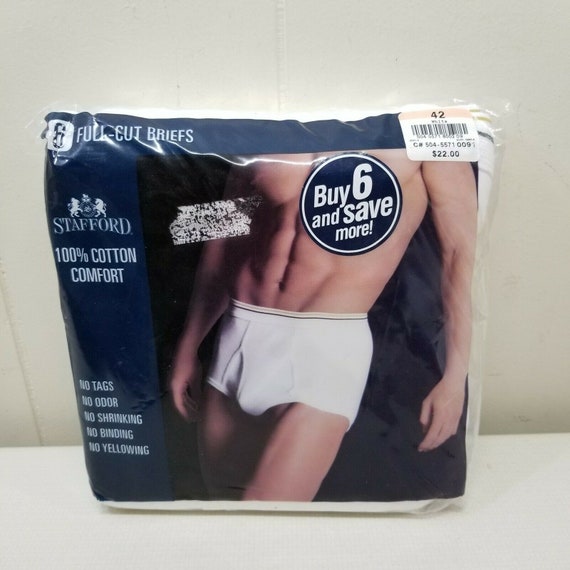 6 FULL-CUT BRIEFS
42
White
C# 504-5571 009
$22.00
Buy 6
and save
more!
STAFFORD
100% COTTON
COMFORT
NO TAGS
NO ODOR
NO SHRINKING
NO BINDING
NO YELLOWING